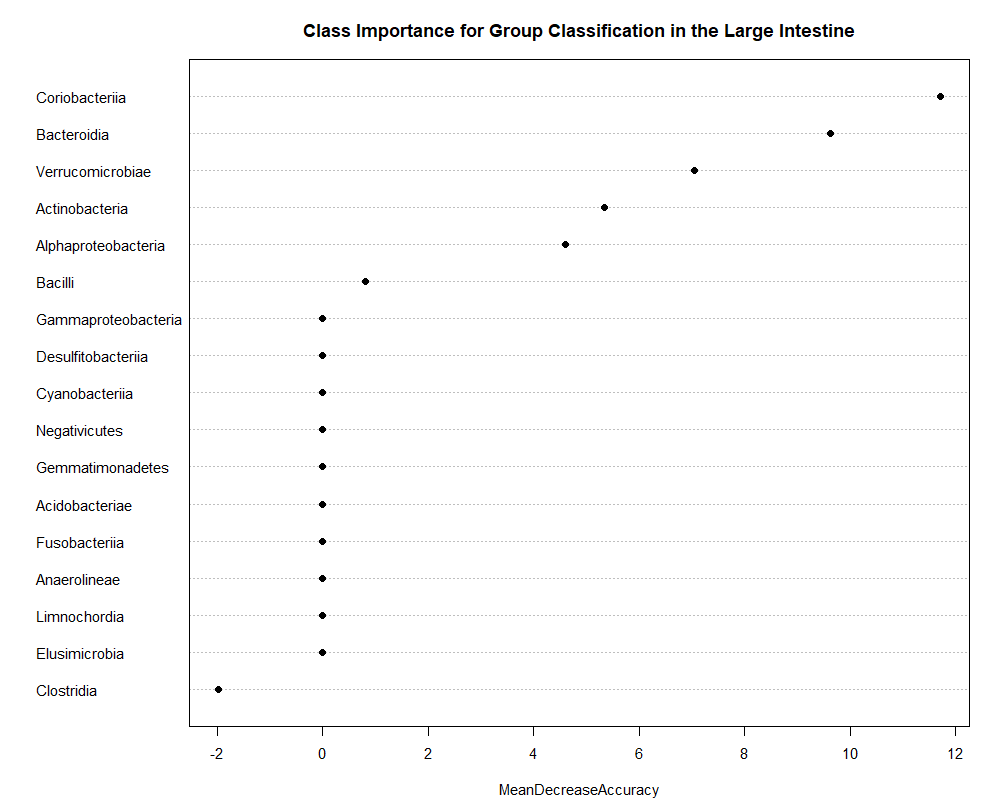 Class Importance for Group Classification in the Large Intestine
Coriobacteriia
Bacteroidia
Verrucomicrobiae
Actinobacteria
Alphaproteobacteria
Bacilli
Gammaproteobacteria
Desulfitobacteriia
Cyanobacteriia
Negativicutes
Gemmatimonadetes
Acidobacteriae
Fusobacteriia
Anaerolineae
Limnochordia
Elusimicrobia
Clostridia
-2 0 2 4 6 8 10 12
MeanDecreaseAccuracy